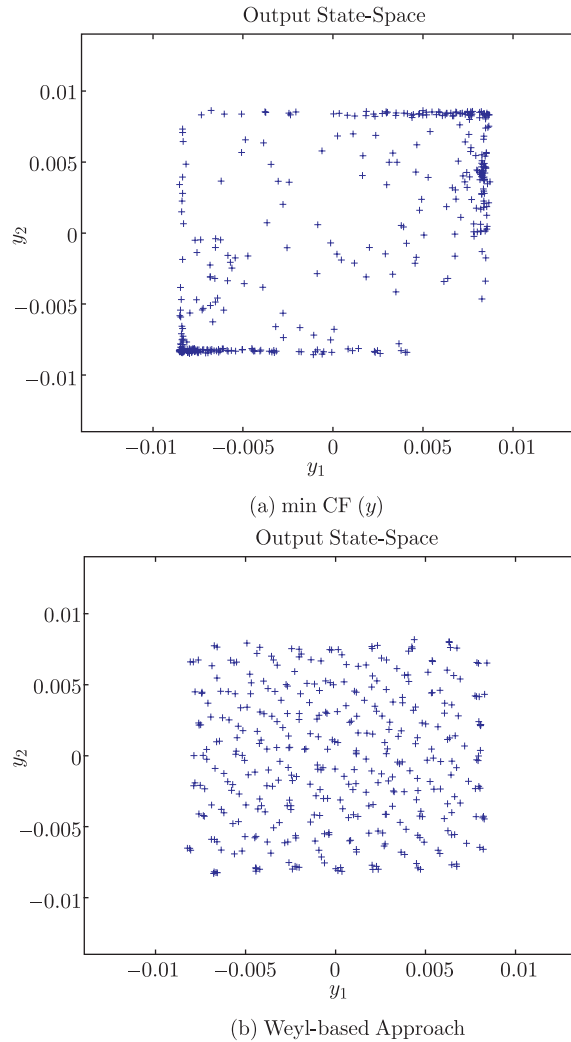 Output State-Space
0.01
0.005
0
−0.005
−0.01
y2
−0.01 −0.005 0 0.005 0.01
y1
(a) min CF (y)
Output State-Space
0.01
0.005
0
−0.005
−0.01
y2
−0.01 −0.005 0 0.005 0.01
y1
(b) Weyl-based Approach